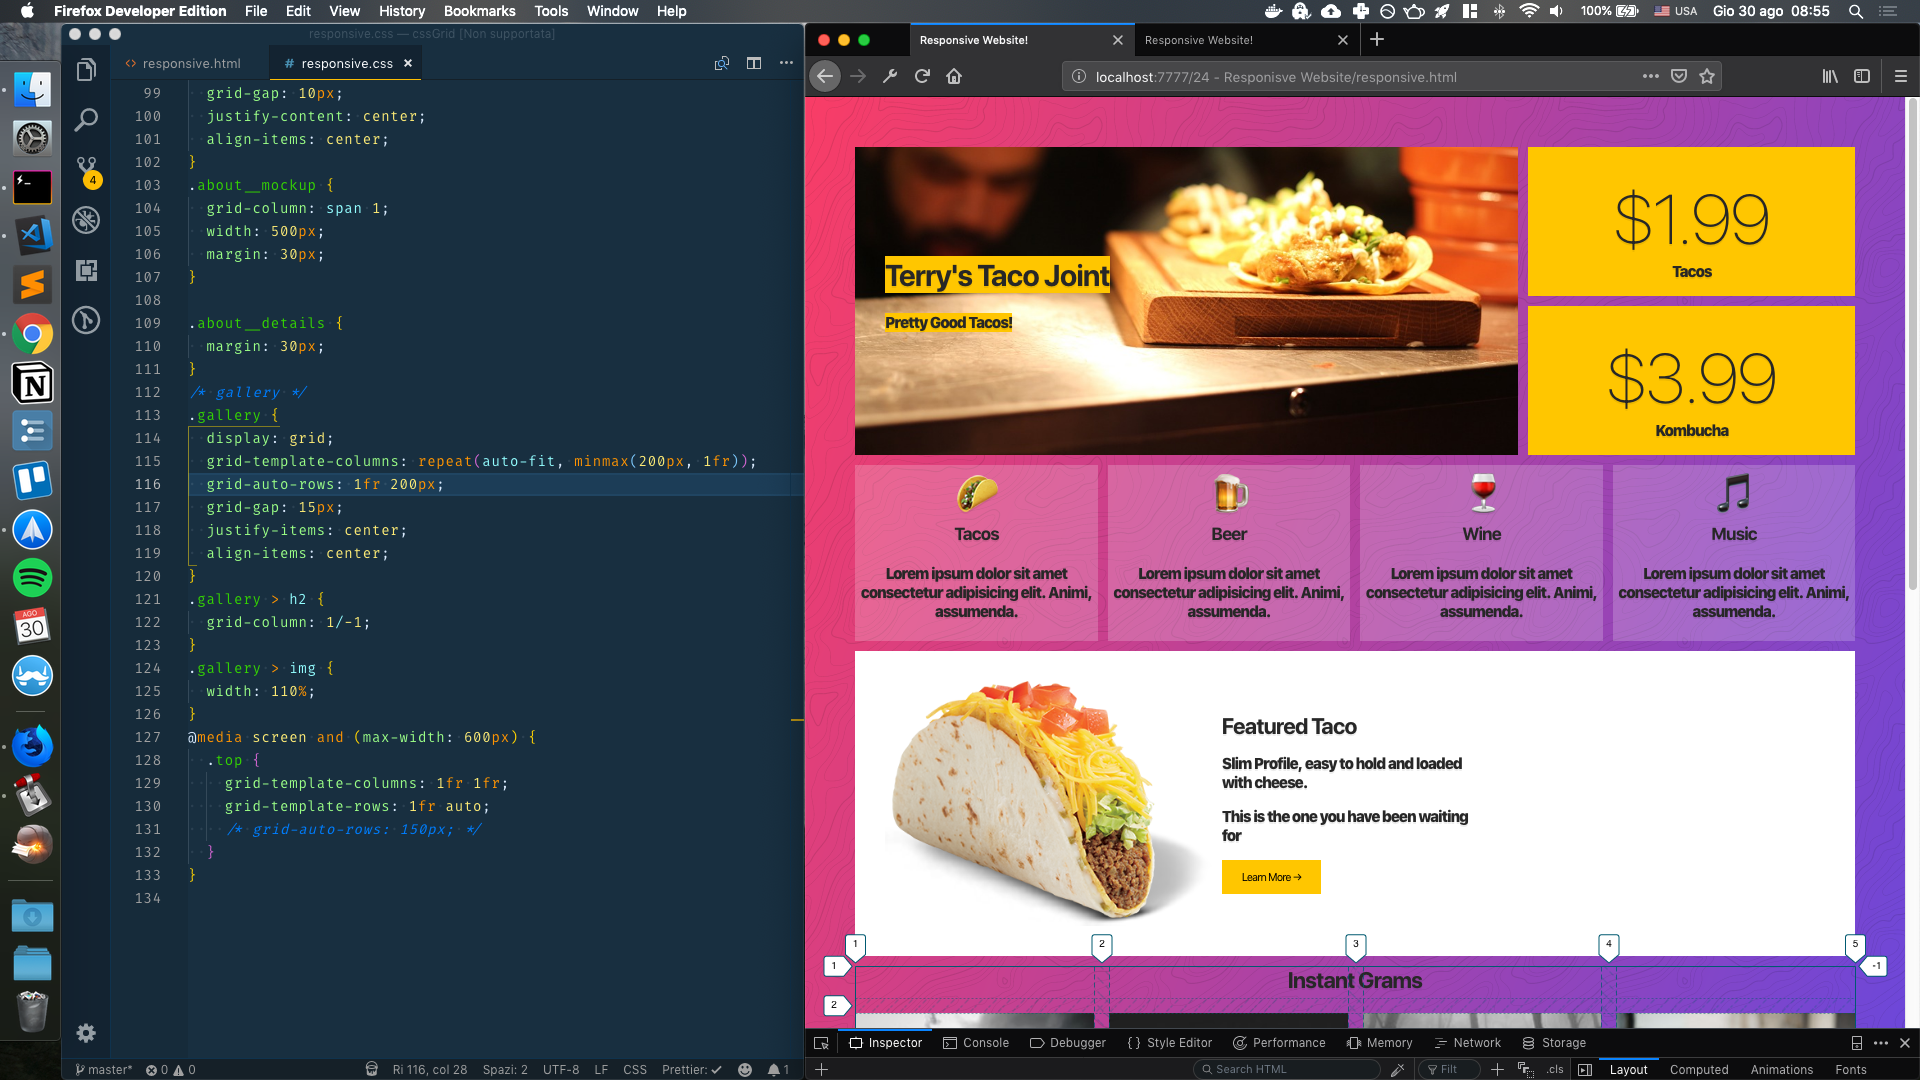 Firefox Developer Edition File Edit View History Bookmarks Tools Window Help
100% USA Gio 30 ago 08:55
responsive.css — cssGrid [Non supportata]
<> responsive.html
# responsive.css ×
4
AGO
30
99 grid-gap: 10px;
100 justify-content: center;
101 align-items: center;
102 }
103 .about__mockup {
104 grid-column: span 1;
105 width: 500px;
106 margin: 30px;
107 }
108
109 .about__details {
110 margin: 30px;
111 }
112 /* gallery */
113 .gallery {
114 display: grid;
115 grid-template-columns: repeat(auto-fit, minmax(200px, 1fr));
116 grid-auto-rows: 1fr 200px;
117 grid-gap: 15px;
118 justify-items: center;
119 align-items: center;
120 }
121 .gallery > h2 {
122 grid-column: 1/-1;
123 }
124 .gallery > img {
125 width: 110%;
126 }
127 @media screen and (max-width: 600px) {
128 .top {
129 grid-template-columns: 1fr 1fr;
130 grid-template-rows: 1fr auto;
131 /* grid-auto-rows: 150px; */
132 }
133 }
134
master* 0 0 Ri 116, col 28 Spazi: 2 UTF-8 LF CSS Prettier: ✓ 1
Responsive Website!
Responsive Website!
localhost:7777/24 - Responisve Website/responsive.html
Terry's Taco Joint
Pretty Good Tacos!
$1.99
Tacos
$3.99
Kombucha
Tacos
Lorem ipsum dolor sit amet
consectetur adipisicing elit. Animi,
assumenda.
Beer
Lorem ipsum dolor sit amet
consectetur adipisicing elit. Animi,
assumenda.
Wine
Lorem ipsum dolor sit amet
consectetur adipisicing elit. Animi,
assumenda.
Music
Lorem ipsum dolor sit amet
consectetur adipisicing elit. Animi,
assumenda.
Featured Taco
Slim Profile, easy to hold and loaded
with cheese.
This is the one you have been waiting
for
Learn More →
1 2 3 4 5
1 -1
Instant Grams
2
Inspector Console Debugger {} Style Editor Performance Memory Network Storage
+ Search HTML Filt + .cls Layout Computed Animations Fonts